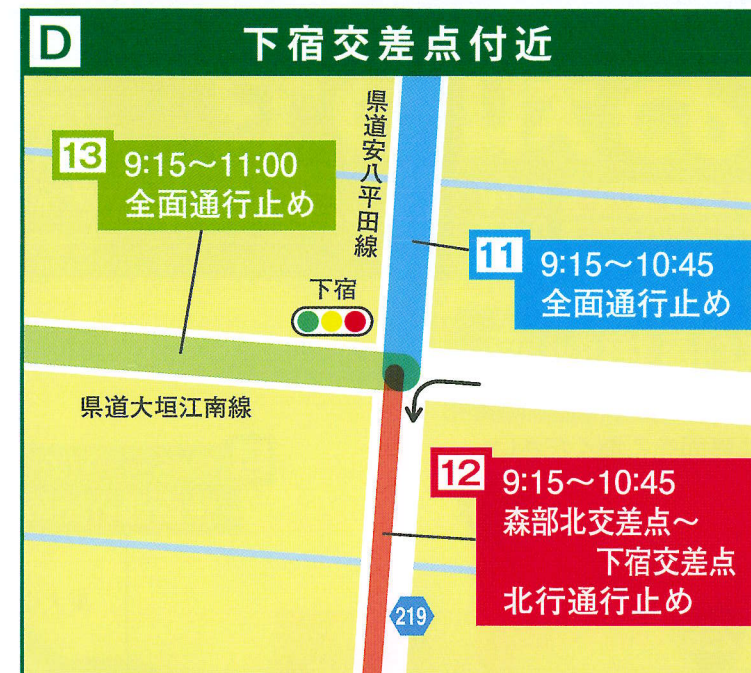 D
下宿交差点付近
県道安八平田線
13
9:15〜11:00
全面通行止め
11
9:15〜10:45
全面通行止め
下宿
県道大垣江南線
12
9:15〜10:45
森部北交差点〜
下宿交差点
北行通行止め
219